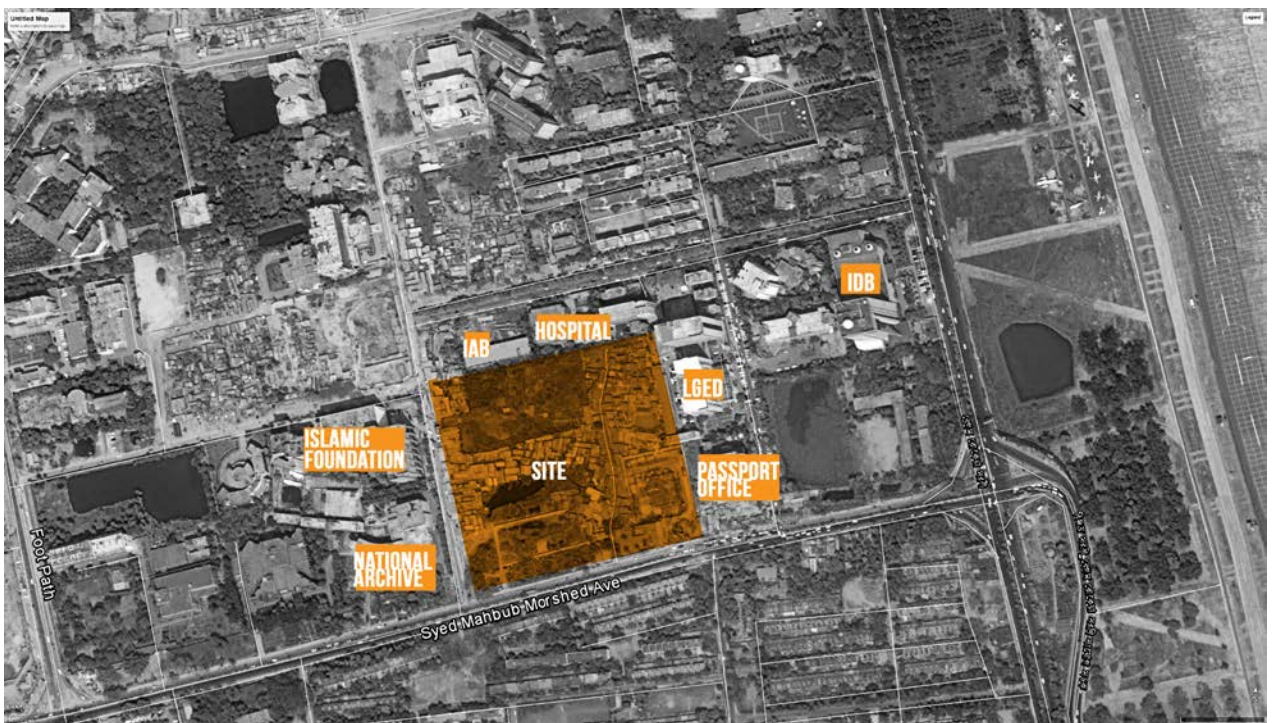 Untitled Map
Legend
IDB
HOSPITAL
IAB
LGED
ISLAMIC
FOUNDATION
SITE
PASSPORT
OFFICE
NATIONAL
ARCHIVE
Foot Path
Syed Mahbub Morshed Ave